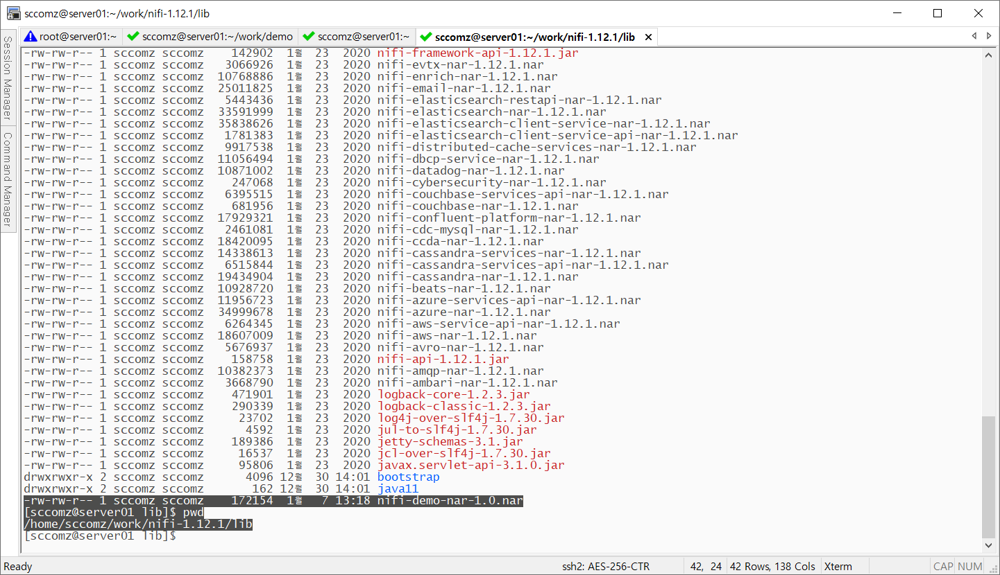 sccomz@server01:~/work/nifi-1.12.1/lib
root@server01:~ sccomz@server01:~/work/demo sccomz@server01:~ sccomz@server01:~/work/nifi-1.12.1/lib
Session Manager
Command Manager
-rw-rw-r-- 1 sccomz sccomz 142902 1월 23 2020 nifi-framework-api-1.12.1.jar
-rw-rw-r-- 1 sccomz sccomz 3066926 1월 23 2020 nifi-evtx-nar-1.12.1.nar
-rw-rw-r-- 1 sccomz sccomz 10768886 1월 23 2020 nifi-enrich-nar-1.12.1.nar
-rw-rw-r-- 1 sccomz sccomz 25011825 1월 23 2020 nifi-email-nar-1.12.1.nar
-rw-rw-r-- 1 sccomz sccomz 5443436 1월 23 2020 nifi-elasticsearch-restapi-nar-1.12.1.nar
-rw-rw-r-- 1 sccomz sccomz 33591999 1월 23 2020 nifi-elasticsearch-nar-1.12.1.nar
-rw-rw-r-- 1 sccomz sccomz 35838626 1월 23 2020 nifi-elasticsearch-client-service-nar-1.12.1.nar
-rw-rw-r-- 1 sccomz sccomz 1781383 1월 23 2020 nifi-elasticsearch-client-service-api-nar-1.12.1.nar
-rw-rw-r-- 1 sccomz sccomz 9917538 1월 23 2020 nifi-distributed-cache-services-nar-1.12.1.nar
-rw-rw-r-- 1 sccomz sccomz 11056494 1월 23 2020 nifi-dbcp-service-nar-1.12.1.nar
-rw-rw-r-- 1 sccomz sccomz 10871002 1월 23 2020 nifi-datadog-nar-1.12.1.nar
-rw-rw-r-- 1 sccomz sccomz 247068 1월 23 2020 nifi-cybersecurity-nar-1.12.1.nar
-rw-rw-r-- 1 sccomz sccomz 6395515 1월 23 2020 nifi-couchbase-services-api-nar-1.12.1.nar
-rw-rw-r-- 1 sccomz sccomz 681956 1월 23 2020 nifi-couchbase-nar-1.12.1.nar
-rw-rw-r-- 1 sccomz sccomz 17929321 1월 23 2020 nifi-confluent-platform-nar-1.12.1.nar
-rw-rw-r-- 1 sccomz sccomz 2461081 1월 23 2020 nifi-cdc-mysql-nar-1.12.1.nar
-rw-rw-r-- 1 sccomz sccomz 18420095 1월 23 2020 nifi-ccda-nar-1.12.1.nar
-rw-rw-r-- 1 sccomz sccomz 14338613 1월 23 2020 nifi-cassandra-services-nar-1.12.1.nar
-rw-rw-r-- 1 sccomz sccomz 6515844 1월 23 2020 nifi-cassandra-services-api-nar-1.12.1.nar
-rw-rw-r-- 1 sccomz sccomz 19434904 1월 23 2020 nifi-cassandra-nar-1.12.1.nar
-rw-rw-r-- 1 sccomz sccomz 10928720 1월 23 2020 nifi-beats-nar-1.12.1.nar
-rw-rw-r-- 1 sccomz sccomz 11956723 1월 23 2020 nifi-azure-services-api-nar-1.12.1.nar
-rw-rw-r-- 1 sccomz sccomz 34999678 1월 23 2020 nifi-azure-nar-1.12.1.nar
-rw-rw-r-- 1 sccomz sccomz 6264345 1월 23 2020 nifi-aws-service-api-nar-1.12.1.nar
-rw-rw-r-- 1 sccomz sccomz 18607009 1월 23 2020 nifi-aws-nar-1.12.1.nar
-rw-rw-r-- 1 sccomz sccomz 5676937 1월 23 2020 nifi-avro-nar-1.12.1.nar
-rw-rw-r-- 1 sccomz sccomz 158758 1월 23 2020 nifi-api-1.12.1.jar
-rw-rw-r-- 1 sccomz sccomz 10382373 1월 23 2020 nifi-amqp-nar-1.12.1.nar
-rw-rw-r-- 1 sccomz sccomz 3668790 1월 23 2020 nifi-ambari-nar-1.12.1.nar
-rw-rw-r-- 1 sccomz sccomz 471901 1월 23 2020 logback-core-1.2.3.jar
-rw-rw-r-- 1 sccomz sccomz 290339 1월 23 2020 logback-classic-1.2.3.jar
-rw-rw-r-- 1 sccomz sccomz 23702 1월 23 2020 log4j-over-slf4j-1.7.30.jar
-rw-rw-r-- 1 sccomz sccomz 4592 1월 23 2020 jul-to-slf4j-1.7.30.jar
-rw-rw-r-- 1 sccomz sccomz 189386 1월 23 2020 jetty-schemas-3.1.jar
-rw-rw-r-- 1 sccomz sccomz 16537 1월 23 2020 jcl-over-slf4j-1.7.30.jar
-rw-rw-r-- 1 sccomz sccomz 95806 1월 23 2020 javax.servlet-api-3.1.0.jar
drwxrwxr-x 2 sccomz sccomz 4096 12월 30 14:01 bootstrap
drwxrwxr-x 2 sccomz sccomz 162 12월 30 14:01 java11
-rw-rw-r-- 1 sccomz sccomz 172154 1월 7 13:18 nifi-demo-nar-1.0.nar
[sccomz@server01 lib]$ pwd
/home/sccomz/work/nifi-1.12.1/lib
[sccomz@server01 lib]$
Ready ssh2: AES-256-CTR 42, 24 42 Rows, 138 Cols Xterm CAP NUM